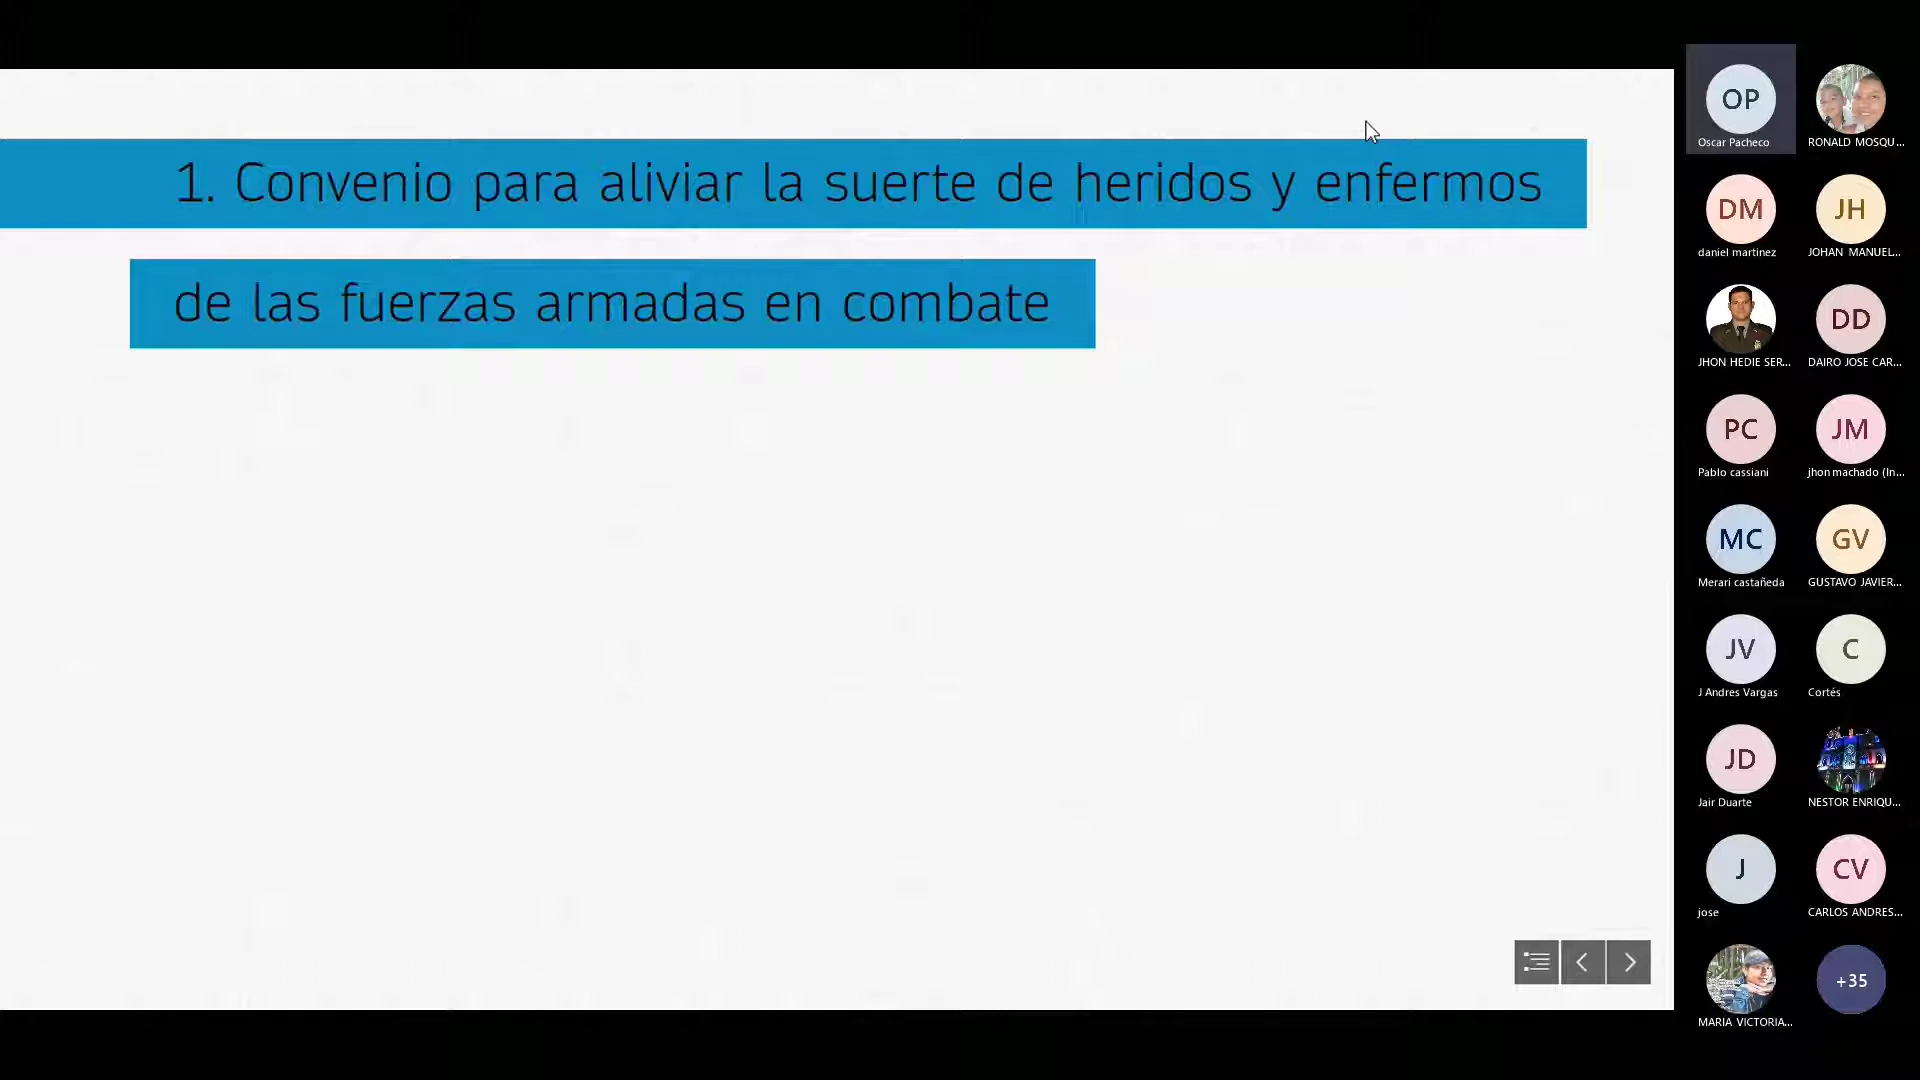 1. Convenio para aliviar la suerte de heridos y enfermos
de las fuerzas armadas en combate
OP
Oscar Pacheco
RONALD MOSQU...
DM
daniel martinez
JH
JOHAN MANUEL...
JHON HEDIE SER...
DD
DAIRO JOSE CAR...
PC
Pablo cassiani
JM
jhon machado (In...
MC
Merari castañeda
GV
GUSTAVO JAVIER...
JV
J Andres Vargas
C
Cortés
JD
Jair Duarte
NESTOR ENRIQU...
J
jose
CV
CARLOS ANDRES...
MARIA VICTORIA...
+35